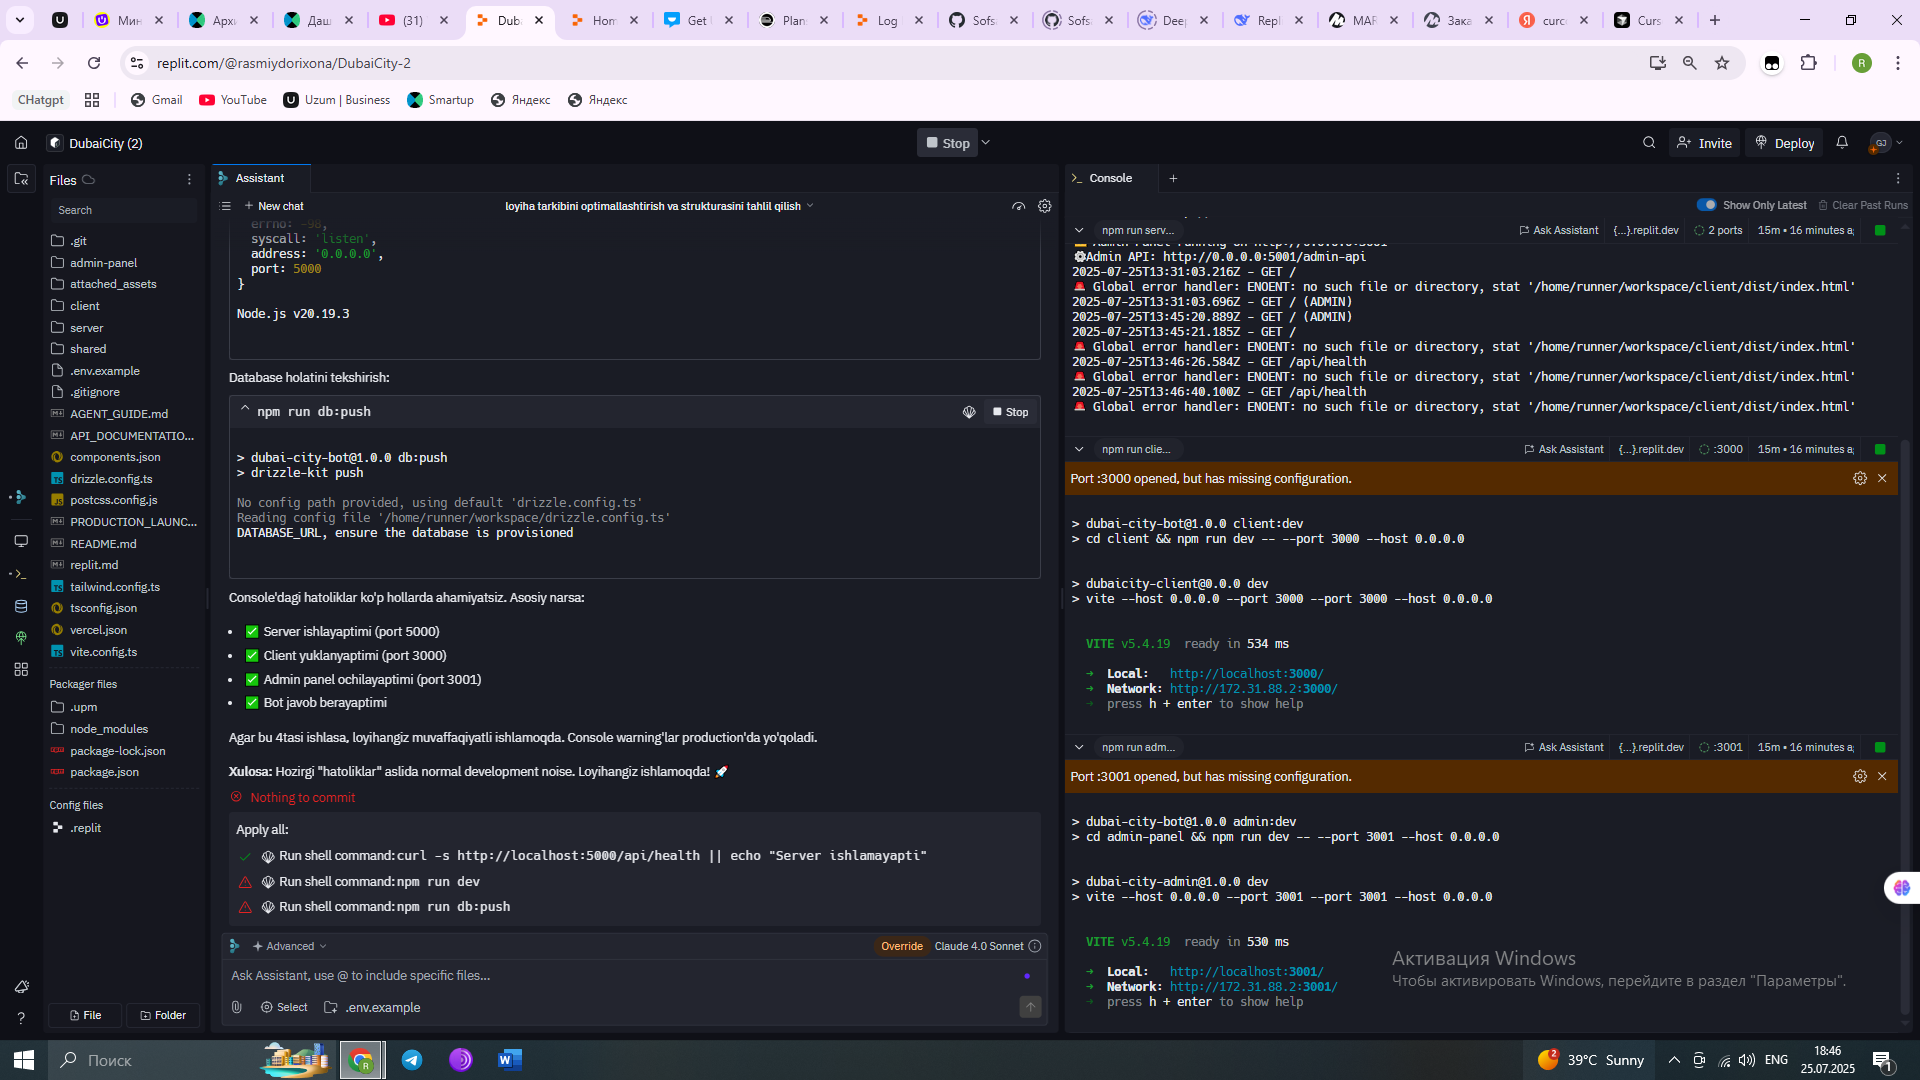 Мин
Архи
Даш
(31)
Dub
Hom
Get
Plans
Log
Sofsa
Sofsa
Deep
Repl
MAR
Зака
curc
Curs
replit.com/@rasmiydorixona/DubaiCity-2
R
CHatgpt
Gmail
YouTube
Uzum | Business
Smartup
Яндекс
Яндекс
DubaiCity (2)
Stop
Invite
Deploy
GJ
Files
Search
.git
admin-panel
attached_assets
client
server
shared
.env.example
.gitignore
AGENT_GUIDE.md
API_DOCUMENTATIO...
components.json
drizzle.config.ts
postcss.config.js
PRODUCTION_LAUNC...
README.md
replit.md
tailwind.config.ts
tsconfig.json
vercel.json
vite.config.ts
Packager files
.upm
node_modules
package-lock.json
package.json
Config files
.replit
File
Folder
Assistant
New chat
loyiha tarkibini optimallashtirish va strukturasini tahlil qilish
errno: -98,
syscall: 'listen',
address: '0.0.0.0',
port: 5000
}
Node.js v20.19.3
Database holatini tekshirish:
npm run db:push
Stop
> dubai-city-bot@1.0.0 db:push
> drizzle-kit push
No config path provided, using default 'drizzle.config.ts'
Reading config file '/home/runner/workspace/drizzle.config.ts'
DATABASE_URL, ensure the database is provisioned
Console'dagi hatoliklar ko'p hollarda ahamiyatsiz. Asosiy narsa:
• ✅ Server ishlayaptimi (port 5000)
• ✅ Client yuklanyaptimi (port 3000)
• ✅ Admin panel ochilayaptimi (port 3001)
• ✅ Bot javob berayaptimi
Agar bu 4tasi ishlasa, loyihangiz muvaffaqiyatli ishlamoqda. Console warning'lar production'da yo'qoladi.
Xulosa: Hozirgi "hatoliklar" aslida normal development noise. Loyihangiz ishlamoqda! 🚀
Nothing to commit
Apply all:
Run shell command: curl -s http://localhost:5000/api/health || echo "Server ishlamayapti"
Run shell command: npm run dev
Run shell command: npm run db:push
Advanced
Override
Claude 4.0 Sonnet
Ask Assistant, use @ to include specific files...
Select
.env.example
Console
Show Only Latest
Clear Past Runs
npm run serv...
Ask Assistant
{...}.replit.dev
2 ports
15m • 16 minutes a
Admin Panel running on http://0.0.0.0:5001
Admin API: http://0.0.0.0:5001/admin-api
2025-07-25T13:31:03.216Z - GET /
🚨 Global error handler: ENOENT: no such file or directory, stat '/home/runner/workspace/client/dist/index.html'
2025-07-25T13:31:03.696Z - GET / (ADMIN)
2025-07-25T13:45:20.889Z - GET / (ADMIN)
2025-07-25T13:45:21.185Z - GET /
🚨 Global error handler: ENOENT: no such file or directory, stat '/home/runner/workspace/client/dist/index.html'
2025-07-25T13:46:26.584Z - GET /api/health
🚨 Global error handler: ENOENT: no such file or directory, stat '/home/runner/workspace/client/dist/index.html'
2025-07-25T13:46:40.100Z - GET /api/health
🚨 Global error handler: ENOENT: no such file or directory, stat '/home/runner/workspace/client/dist/index.html'
npm run clie...
Ask Assistant
{...}.replit.dev
:3000
15m • 16 minutes a
Port :3000 opened, but has missing configuration.
> dubai-city-bot@1.0.0 client:dev
> cd client && npm run dev -- --port 3000 --host 0.0.0.0
> dubaicity-client@0.0.0 dev
> vite --host 0.0.0.0 --port 3000 --port 3000 --host 0.0.0.0
VITE v5.4.19 ready in 534 ms
➜ Local: http://localhost:3000/
➜ Network: http://172.31.88.2:3000/
➜ press h + enter to show help
npm run adm...
Ask Assistant
{...}.replit.dev
:3001
15m • 16 minutes a
Port :3001 opened, but has missing configuration.
> dubai-city-bot@1.0.0 admin:dev
> cd admin-panel && npm run dev -- --port 3001 --host 0.0.0.0
> dubai-city-admin@1.0.0 dev
> vite --host 0.0.0.0 --port 3001 --port 3001 --host 0.0.0.0
VITE v5.4.19 ready in 530 ms
➜ Local: http://localhost:3001/
➜ Network: http://172.31.88.2:3001/
➜ press h + enter to show help
Активация Windows
Чтобы активировать Windows, перейдите в раздел "Параметры".
Поиск
2
39°C Sunny
ENG
18:46
25.07.2025
1